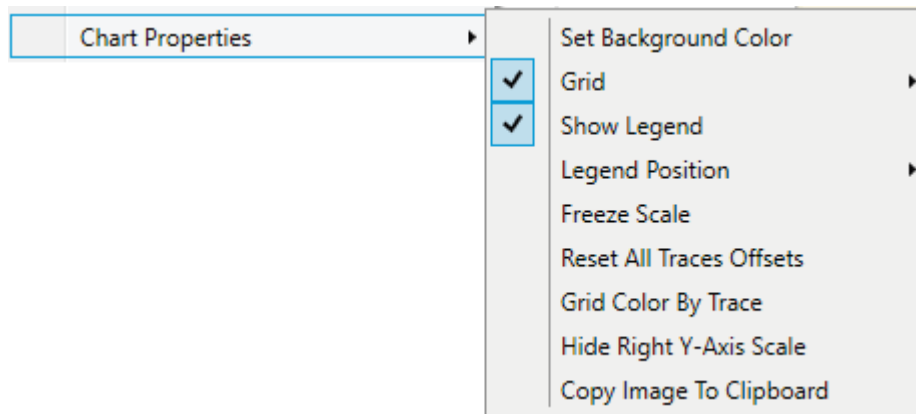 Chart Properties
Set Background Color
Grid
Show Legend
Legend Position
Freeze Scale
Reset All Traces Offsets
Grid Color By Trace
Hide Right Y-Axis Scale
Copy Image To Clipboard